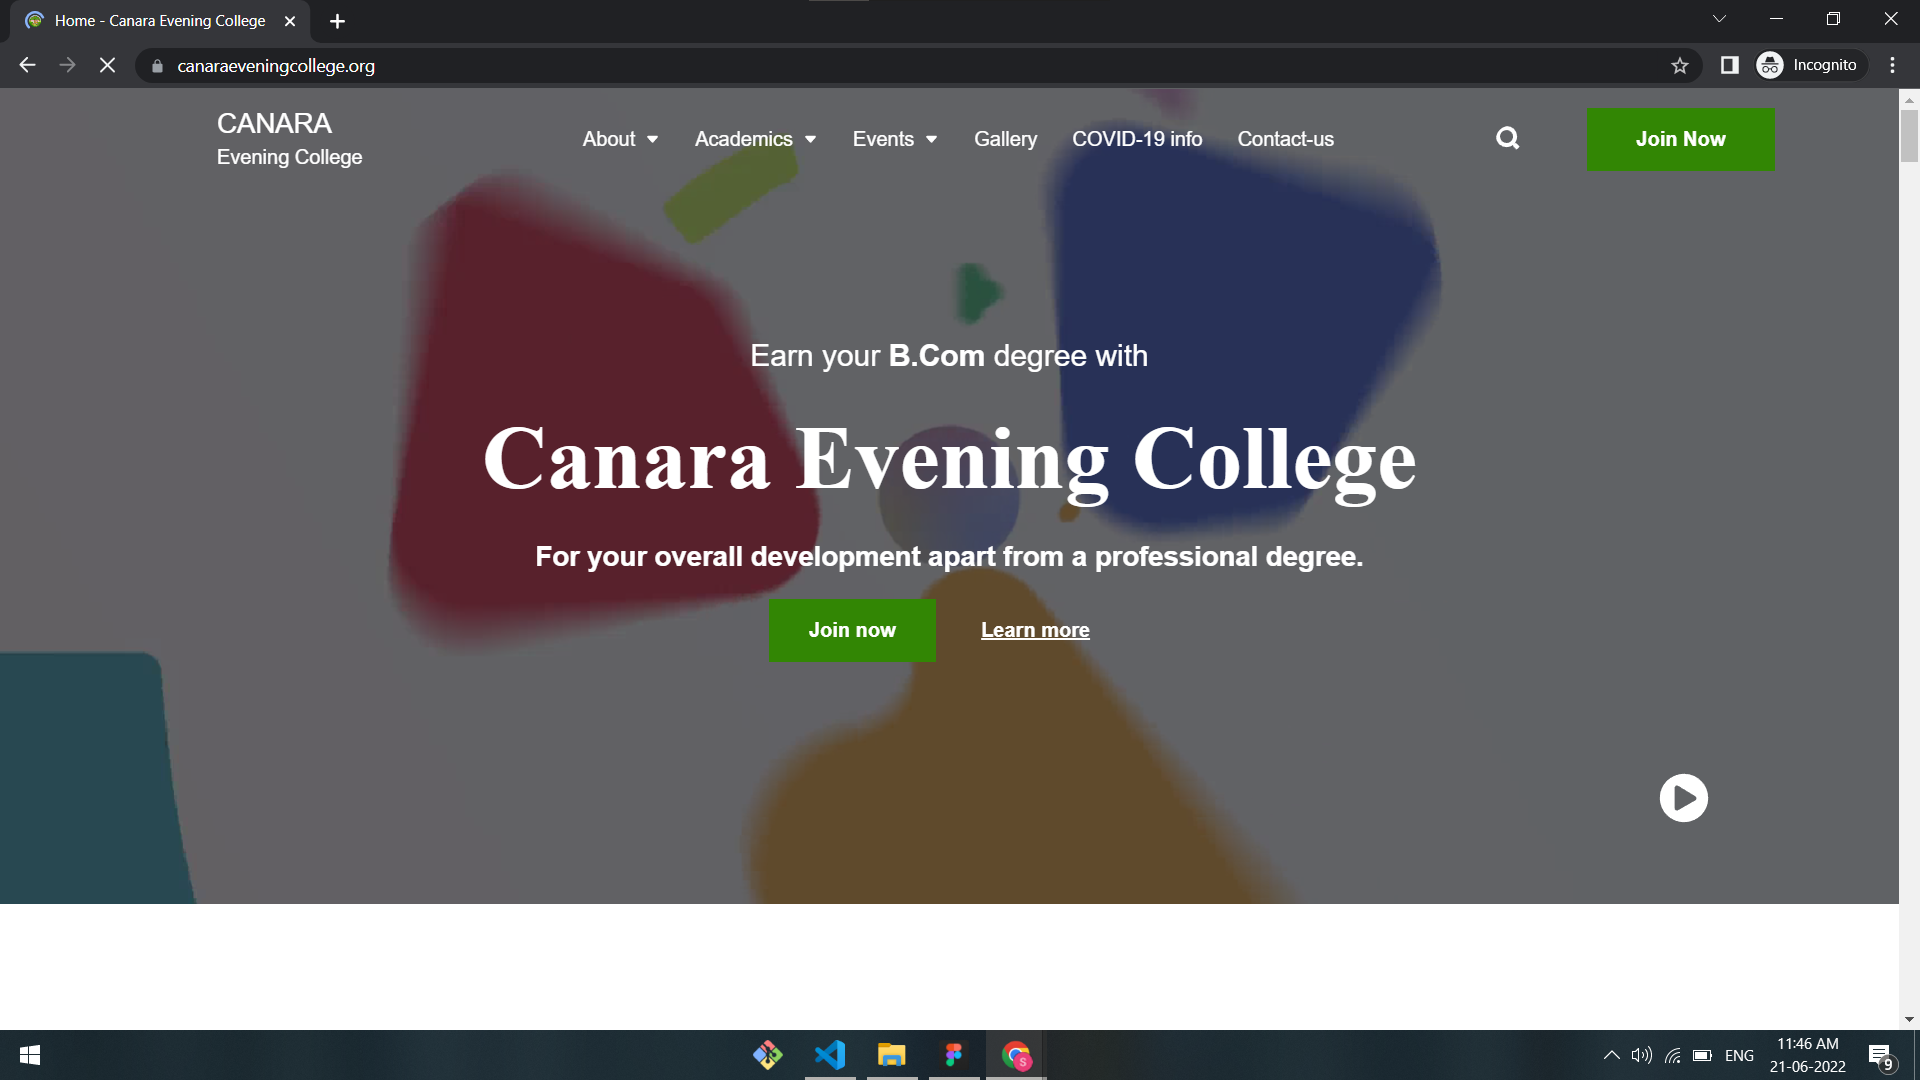 Home - Canara Evening College
canaraeveningcollege.org
Incognito
CANARA
Evening College
About
Academics
Events
Gallery
COVID-19 info
Contact-us
Join Now
Earn your B.Com degree with
Canara Evening College
For your overall development apart from a professional degree.
Join now
Learn more
S
ENG
11:46 AM
21-06-2022
9